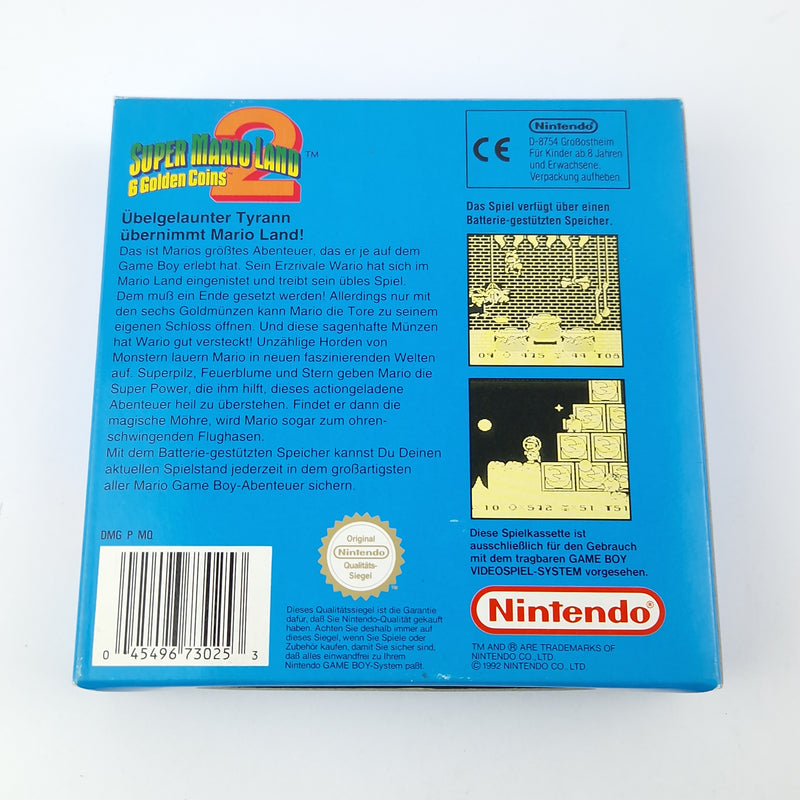 2
SUPER MARIO LAND™
6 Golden Coins™
Übelgelaunter Tyrann
übernimmt Mario Land!
Das ist Marios größtes Abenteuer, das er je auf dem
Game Boy erlebt hat. Sein Erzrivale Wario hat sich im
Mario Land eingenistet und treibt sein übles Spiel.
Dem muß ein Ende gesetzt werden! Allerdings nur mit
den sechs Goldmünzen kann Mario die Tore zu seinem
eigenen Schloss öffnen. Und diese sagenhafte Münzen
hat Wario gut versteckt! Unzählige Horden von
Monstern lauern Mario in neuen faszinierenden Welten
auf. Superpilz, Feuerblume und Stern geben Mario die
Super Power, die ihm hilft, dieses actiongeladene
Abenteuer heil zu überstehen. Findet er dann die
magische Möhre, wird Mario sogar zum ohren-
schwingenden Flughasen.
Mit dem Batterie-gestützten Speicher kannst Du Deinen
aktuellen Spielstand jederzeit in dem großartigsten
aller Mario Game Boy-Abenteuer sichern.
DMG P MQ
0 45496 73025 3
Original
Nintendo
Qualitäts-
Siegel
TM
Dieses Qualitätssiegel ist die Garantie
dafür, daß Sie Nintendo-Qualität gekauft
haben. Achten Sie deshalb immer auf
dieses Siegel, wenn Sie Spiele oder
Zubehör kaufen, damit Sie sicher sind,
daß alles einwandfrei zu Ihrem
Nintendo GAME BOY-System paßt.
CE
Nintendo
D-8754 Großostheim
Für Kinder ab 8 Jahren
und Erwachsene.
Verpackung aufheben.
Das Spiel verfügt über einen
Batterie-gestützten Speicher.
04 415 44 T08
10 512 51 T51
Diese Spielkassette ist
ausschließlich für den Gebrauch
mit dem tragbaren GAME BOY
VIDEOSPIEL-SYSTEM vorgesehen.
Nintendo®
TM AND ® ARE TRADEMARKS OF
NINTENDO CO., LTD.
© 1992 NINTENDO CO., LTD.